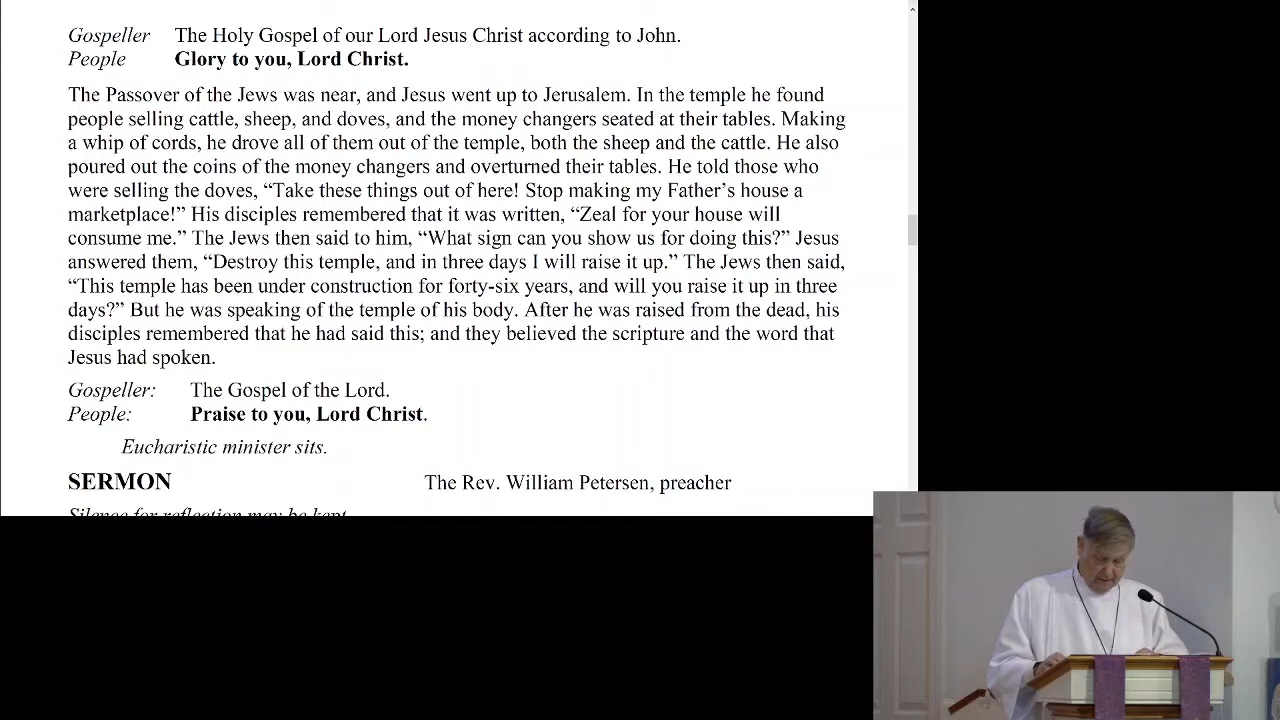 Gospeller The Holy Gospel of our Lord Jesus Christ according to John.
People Glory to you, Lord Christ.
The Passover of the Jews was near, and Jesus went up to Jerusalem. In the temple he found
people selling cattle, sheep, and doves, and the money changers seated at their tables. Making
a whip of cords, he drove all of them out of the temple, both the sheep and the cattle. He also
poured out the coins of the money changers and overturned their tables. He told those who
were selling the doves, “Take these things out of here! Stop making my Father’s house a
marketplace!” His disciples remembered that it was written, “Zeal for your house will
consume me.” The Jews then said to him, “What sign can you show us for doing this?” Jesus
answered them, “Destroy this temple, and in three days I will raise it up.” The Jews then said,
“This temple has been under construction for forty-six years, and will you raise it up in three
days?” But he was speaking of the temple of his body. After he was raised from the dead, his
disciples remembered that he had said this; and they believed the scripture and the word that
Jesus had spoken.
Gospeller: The Gospel of the Lord.
People: Praise to you, Lord Christ.
Eucharistic minister sits.
SERMON The Rev. William Petersen, preacher
Silence for reflection may be kept